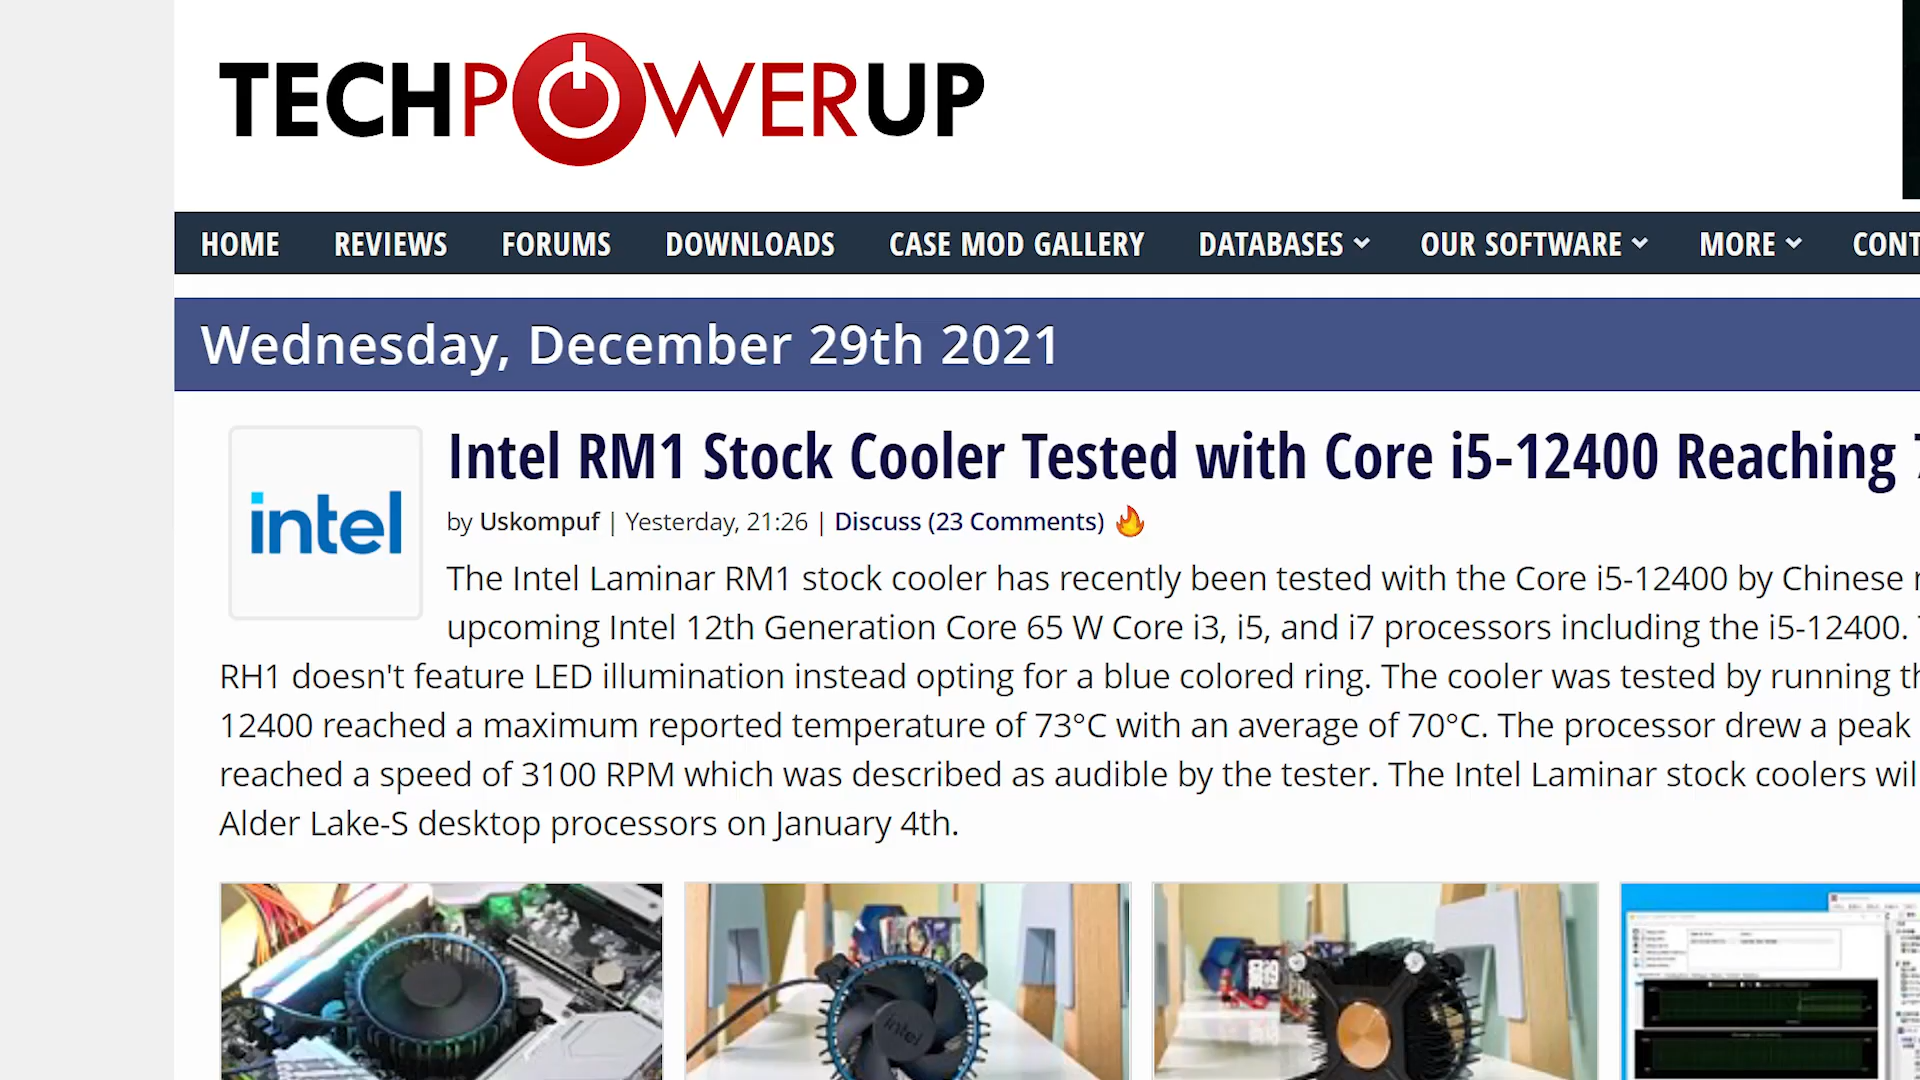 TECHPOWERUP
HOME REVIEWS FORUMS DOWNLOADS CASE MOD GALLERY DATABASES OUR SOFTWARE MORE CONT
Wednesday, December 29th 2021
intel
Intel RM1 Stock Cooler Tested with Core i5-12400 Reaching 7
by Uskompuf | Yesterday, 21:26 | Discuss (23 Comments)
The Intel Laminar RM1 stock cooler has recently been tested with the Core i5-12400 by Chinese
upcoming Intel 12th Generation Core 65 W Core i3, i5, and i7 processors including the i5-12400.
RH1 doesn't feature LED illumination instead opting for a blue colored ring. The cooler was tested by running th
12400 reached a maximum reported temperature of 73°C with an average of 70°C. The processor drew a peak
reached a speed of 3100 RPM which was described as audible by the tester. The Intel Laminar stock coolers wil
Alder Lake-S desktop processors on January 4th.
intel